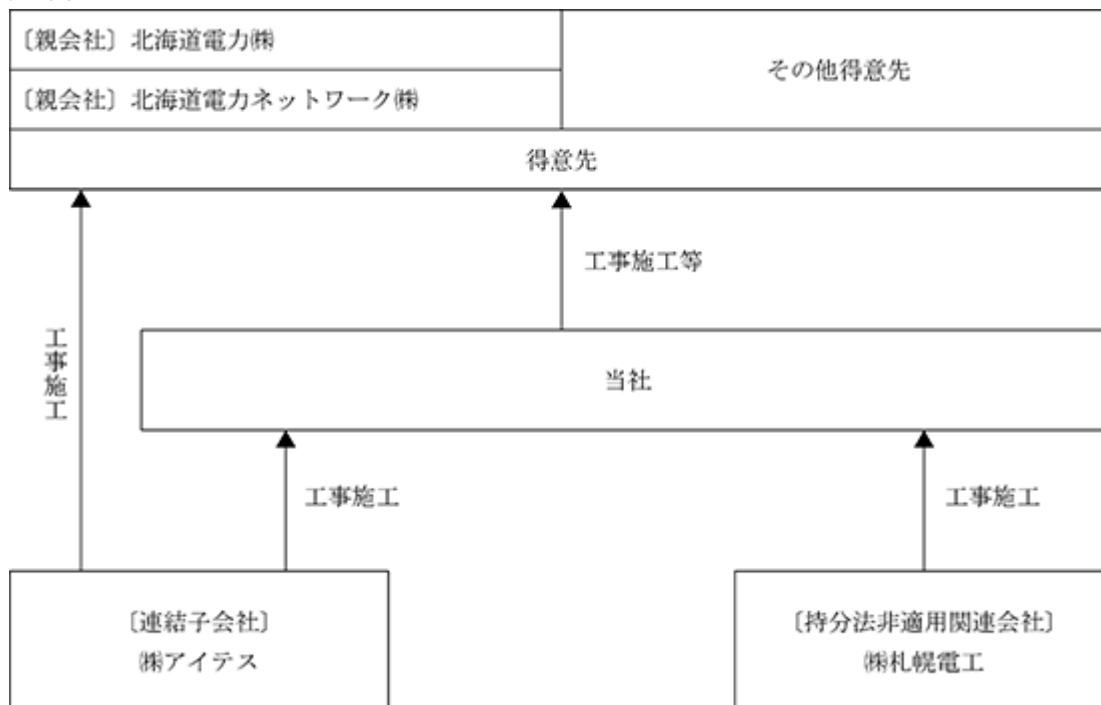 〔親会社〕北海道電力㈱
その他得意先
〔親会社〕北海道電力ネットワーク㈱
得意先
工事施工等
工事施工
当社
工事施工
工事施工
〔連結子会社〕
㈱アイテス
〔持分法非適用関連会社〕
㈱札幌電工